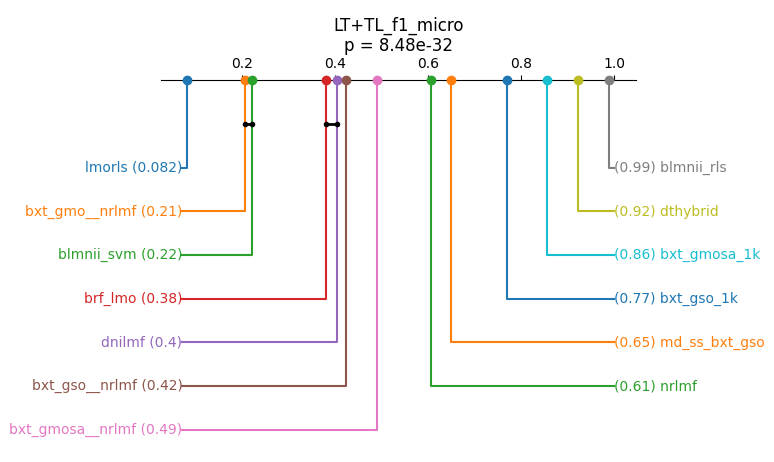 LT+TL_f1_micro
p = 8.48e-32
0.2 0.4 0.6 0.8 1.0
lmorls (0.082) (0.99) blmnii_rls
bxt_gmo__nrlmf (0.21) (0.92) dthybrid
blmnii_svm (0.22) (0.86) bxt_gmosa_1k
brf_lmo (0.38) (0.77) bxt_gso_1k
dnilmf (0.4) (0.65) md_ss_bxt_gso
bxt_gso__nrlmf (0.42) (0.61) nrlmf
bxt_gmosa__nrlmf (0.49)